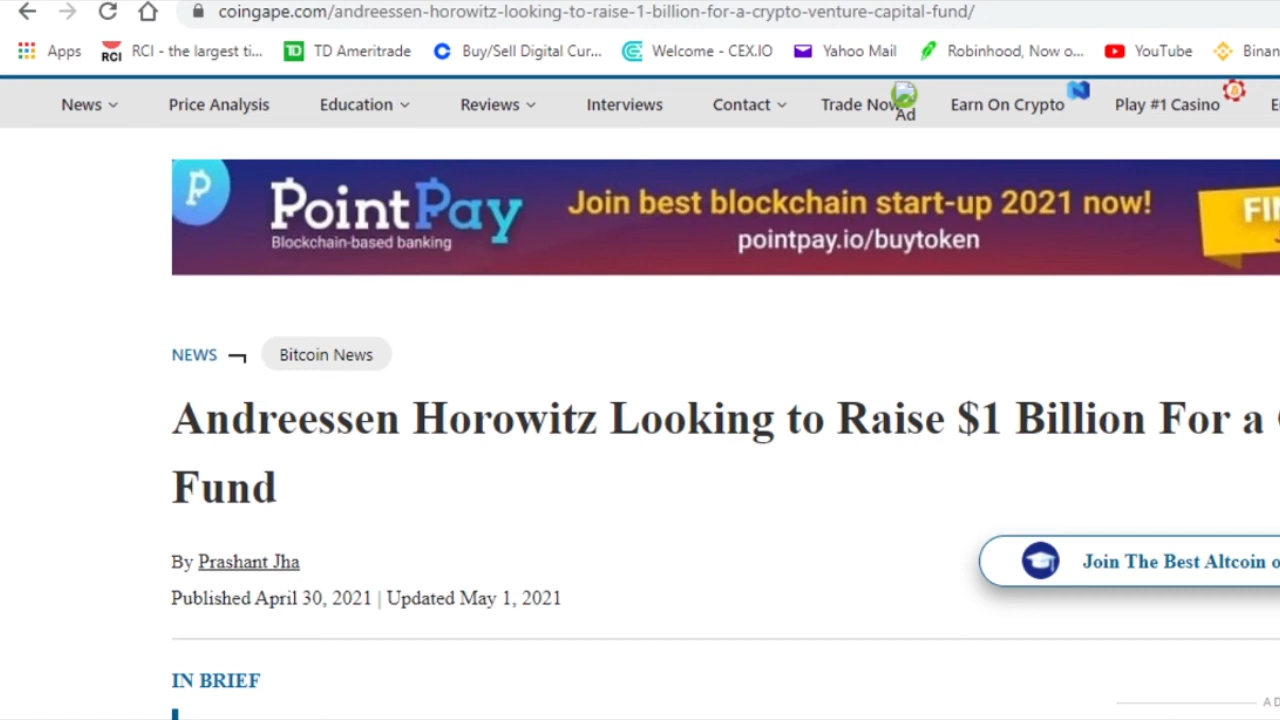 coingape.com/andreessen-horowitz-looking-to-raise-1-billion-for-a-crypto-venture-capital-fund/
Apps RCI RCI - the largest ti... TD TD Ameritrade Buy/Sell Digital Cur... Welcome - CEX.IO Yahoo Mail Robinhood, Now o... YouTube Binan
News Price Analysis Education Reviews Interviews Contact Trade Now Ad Earn On Crypto Play #1 Casino
PointPay
Blockchain-based banking
Join best blockchain start-up 2021 now!
pointpay.io/buytoken
NEWS Bitcoin News
Andreessen Horowitz Looking to Raise $1 Billion For a
Fund
By Prashant Jha
Published April 30, 2021 | Updated May 1, 2021
Join The Best Altcoin
IN BRIEF